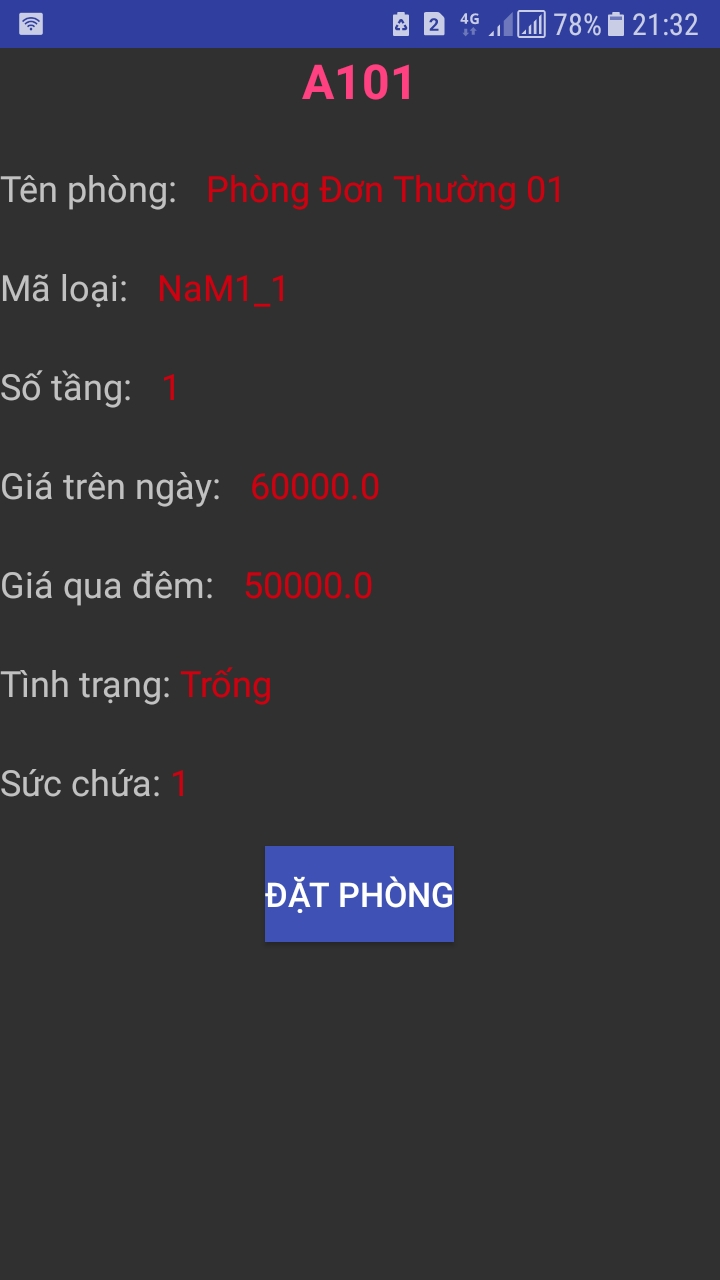 2 4G 78% 21:32
A101
Tên phòng: Phòng Đơn Thường 01
Mã loại: NaM1_1
Số tầng: 1
Giá trên ngày: 60000.0
Giá qua đêm: 50000.0
Tình trạng: Trống
Sức chứa: 1
ĐẶT PHÒNG